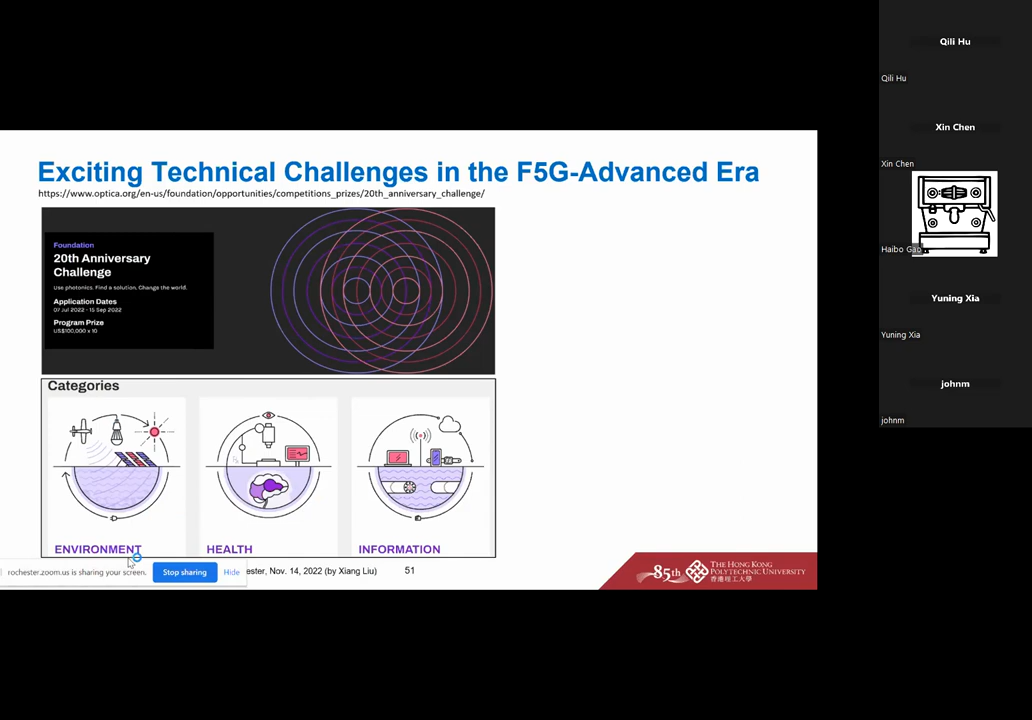 Exciting Technical Challenges in the F5G-Advanced Era
https://www.optica.org/en-us/foundation/opportunities/competitions_prizes/20th_anniversary_challenge/
Foundation
20th Anniversary
Challenge
Use photonics. Find a solution. Change the world.
Application Dates
07 Jul 2022 - 15 Sep 2022
Program Prize
US$100,000 x 10
Categories
ENVIRONMENT
HEALTH
INFORMATION
rochester.zoom.us is sharing your screen.
Stop sharing
Hide
ester, Nov. 14, 2022 (by Xiang Liu)
51
85th
THE HONG KONG
POLYTECHNIC UNIVERSITY
香港理工大學
Qili Hu
Qili Hu
Xin Chen
Xin Chen
Haibo Gao
Yuning Xia
Yuning Xia
johnm
johnm